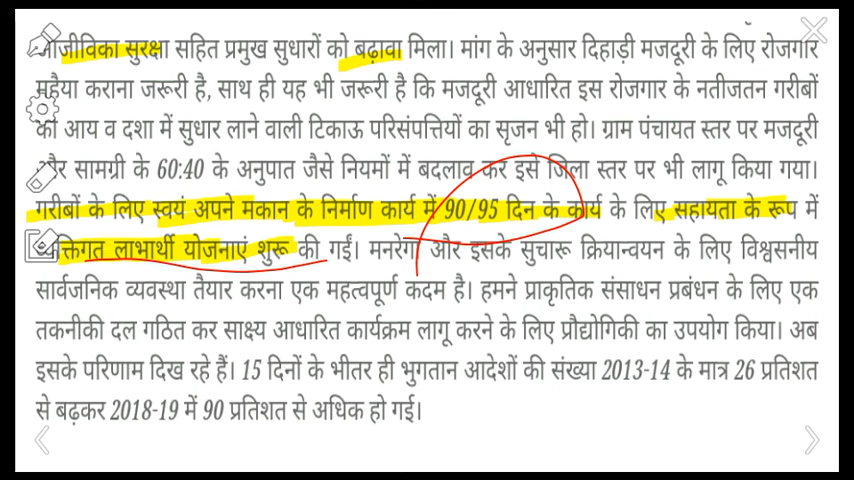 आजीविका सुरक्षा सहित प्रमुख सुधारों को बढ़ावा मिला। मांग के अनुसार दिहाड़ी मजदूरी के लिए रोजगार
महैया कराना जरूरी है, साथ ही यह भी जरूरी है कि मजदूरी आधारित इस रोजगार के नतीजतन गरीबों
की आय व दशा में सुधार लाने वाली टिकाऊ परिसंपत्तियों का सृजन भी हो। ग्राम पंचायत स्तर पर मजदूरी
और सामग्री के 60:40 के अनुपात जैसे नियमों में बदलाव कर इसे जिला स्तर पर भी लागू किया गया।
गरीबों के लिए स्वयं अपने मकान के निर्माण कार्य में 90/95 दिन के कार्य के लिए सहायता के रूप में
व्यक्तिगत लाभार्थी योजनाएं शुरू की गईं। मनरेगा और इसके सुचारू क्रियान्वयन के लिए विश्वसनीय
सार्वजनिक व्यवस्था तैयार करना एक महत्वपूर्ण कदम है। हमने प्राकृतिक संसाधन प्रबंधन के लिए एक
तकनीकी दल गठित कर साक्ष्य आधारित कार्यक्रम लागू करने के लिए प्रौद्योगिकी का उपयोग किया। अब
इसके परिणाम दिख रहे हैं। 15 दिनों के भीतर ही भुगतान आदेशों की संख्या 2013-14 के मात्र 26 प्रतिशत
से बढ़कर 2018-19 में 90 प्रतिशत से अधिक हो गई।